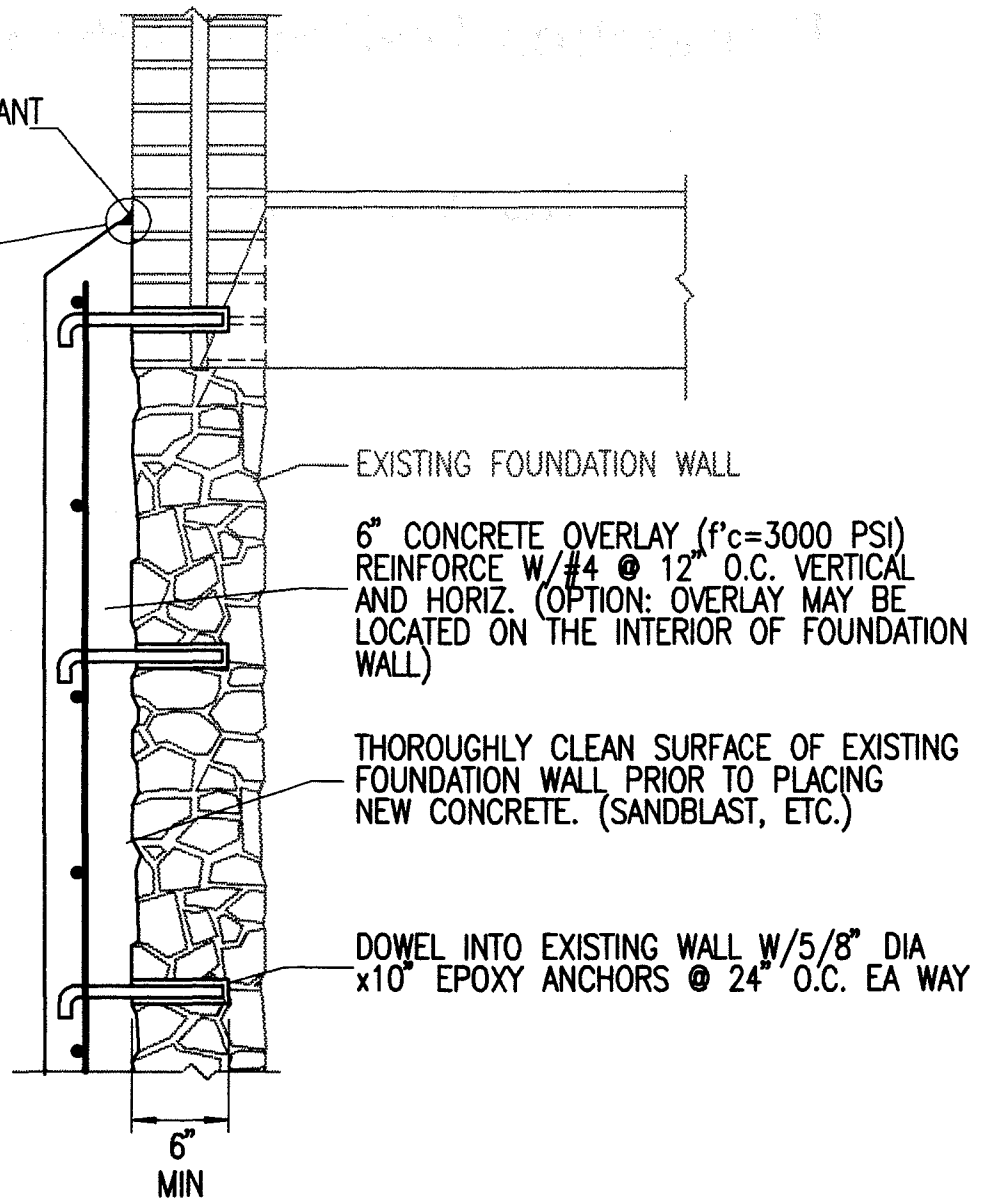 ANT
EXISTING FOUNDATION WALL
6" CONCRETE OVERLAY (f'c=3000 PSI)
REINFORCE W/#4 @ 12" O.C. VERTICAL
AND HORIZ. (OPTION: OVERLAY MAY BE
LOCATED ON THE INTERIOR OF FOUNDATION
WALL)
THOROUGHLY CLEAN SURFACE OF EXISTING
FOUNDATION WALL PRIOR TO PLACING
NEW CONCRETE. (SANDBLAST, ETC.)
DOWEL INTO EXISTING WALL W/5/8" DIA
x10" EPOXY ANCHORS @ 24" O.C. EA WAY
6"
MIN